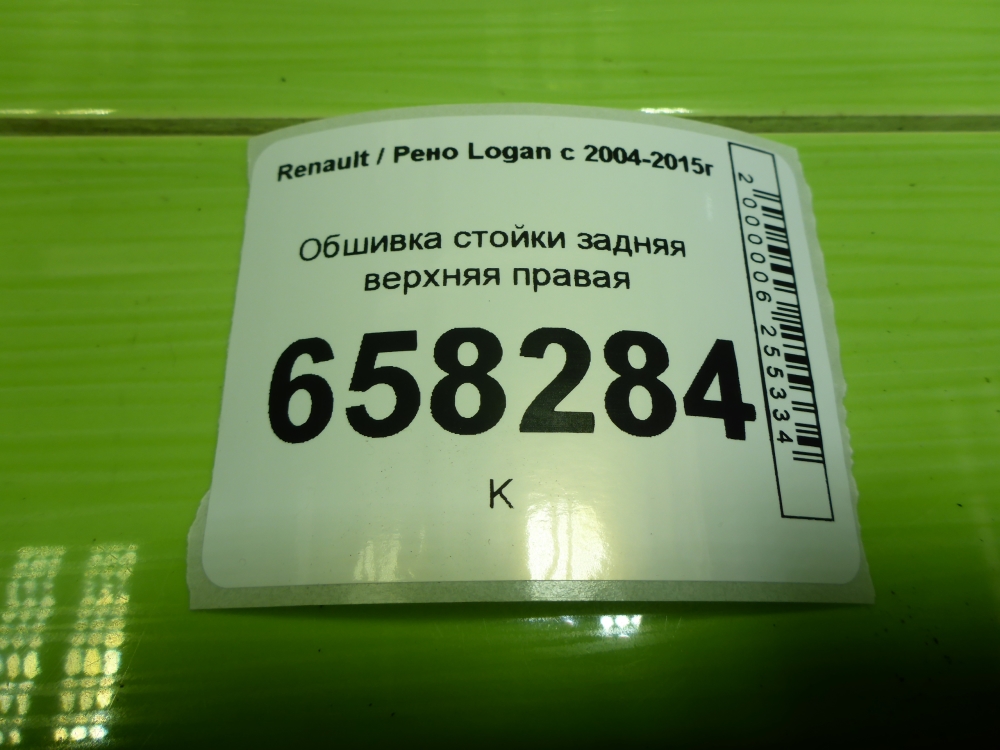 Renault / Рено Logan с 2004-2015г
Обшивка стойки задняя
верхняя правая
658284
К
2000006255334